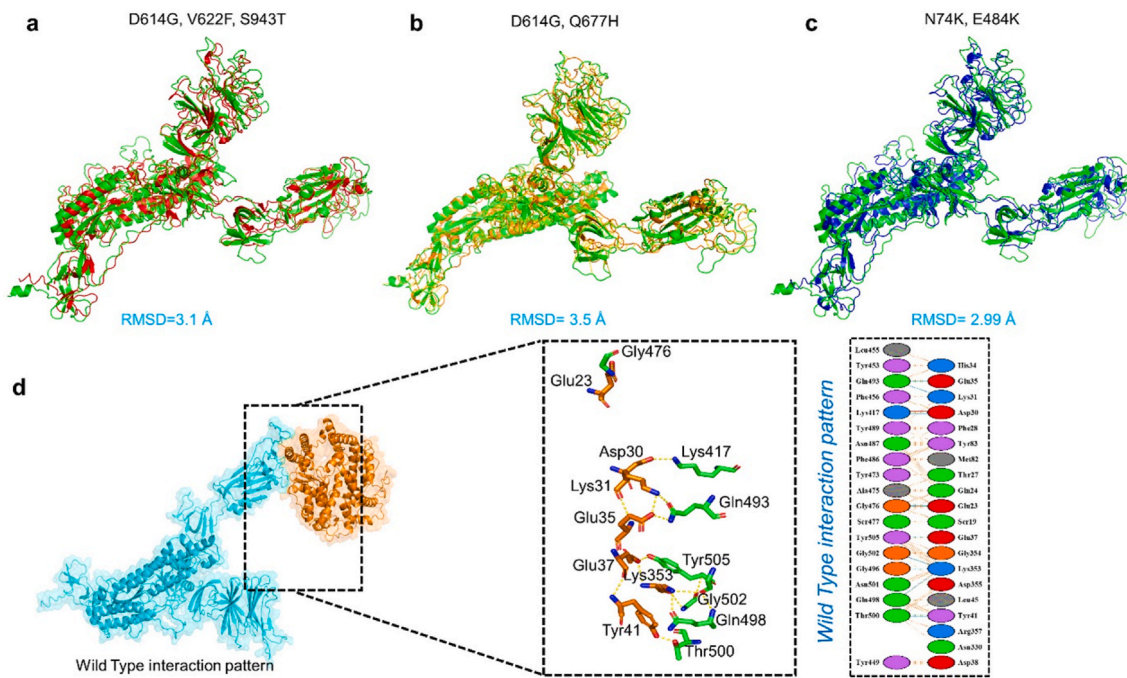 a
D614G, V622F, S943T
b
D614G, Q677H
c
N74K, E484K
RMSD=3.1 Å
RMSD= 3.5 Å
RMSD= 2.99 Å
d
Wild Type interaction pattern
Gly476
Glu23
Asp30
Lys417
Lys31
Gln493
Glu35
Glu37
Tyr505
Lys353
Gly502
Tyr41
Gln498
Thr500
Wild Type interaction pattern
Leu455
Tyr453 His34
Gln493 Glu35
Phe456 Lys31
Lys417 Asp30
Tyr489 Phe28
Asn487 Tyr83
Phe486 Met82
Tyr473 Thr27
Ala475 Gln24
Gly476 Glu23
Ser477 Ser19
Tyr505 Glu37
Gly502 Gly354
Gly496 Lys353
Asn501 Asp355
Gln498 Leu45
Thr500 Tyr41
Arg357
Asn330
Tyr449 Asp38